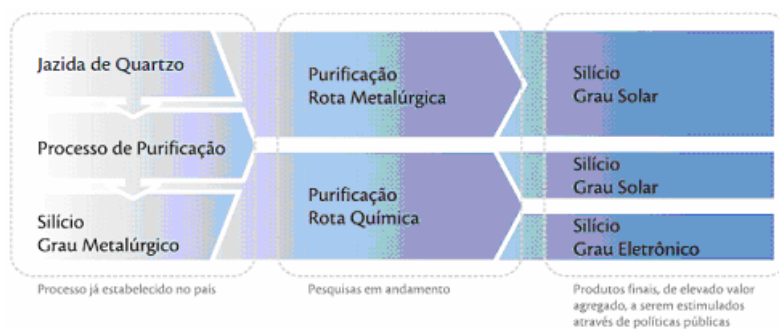 Jazida de Quartzo
Processo de Purificação
Silício
Grau Metalúrgico
Processo já estabelecido no país
Purificação
Rota Metalúrgica
Purificação
Rota Química
Pesquisas em andamento
Silício
Grau Solar
Silício
Grau Solar
Silício
Grau Eletrônico
Produtos finais, de elevado valor
agregado, a serem estimulados
através de políticas públicas